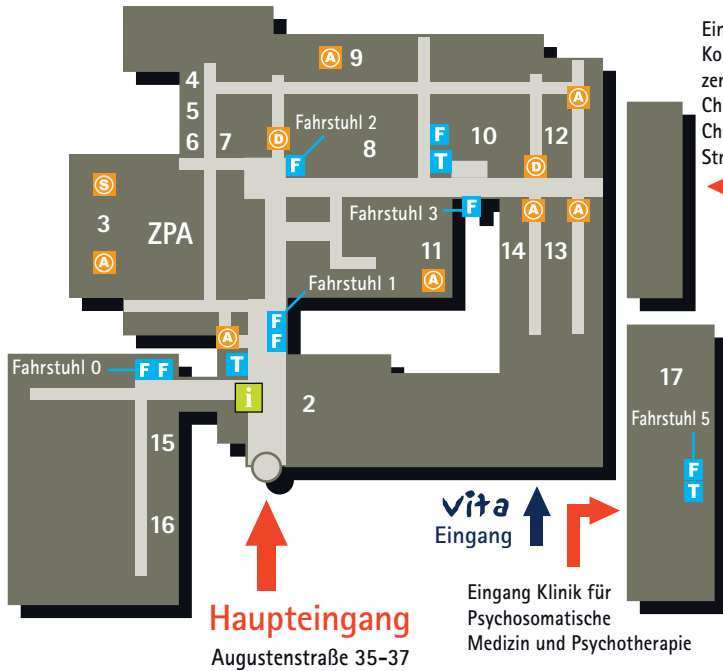 A 9
4
5
6 7
Fahrstuhl 2
D
F
8
F
T
10
12
A
D
S
3
A
ZPA
Fahrstuhl 3
F
A
A
11
A
14 13
Fahrstuhl 1
F
F
A
T
Fahrstuhl 0
F F
i
2
15
16
17
Fahrstuhl 5
F
T
vita
Eingang
Haupteingang
Augustenstraße 35-37
Eingang Klinik für
Psychosomatische
Medizin und Psychotherapie